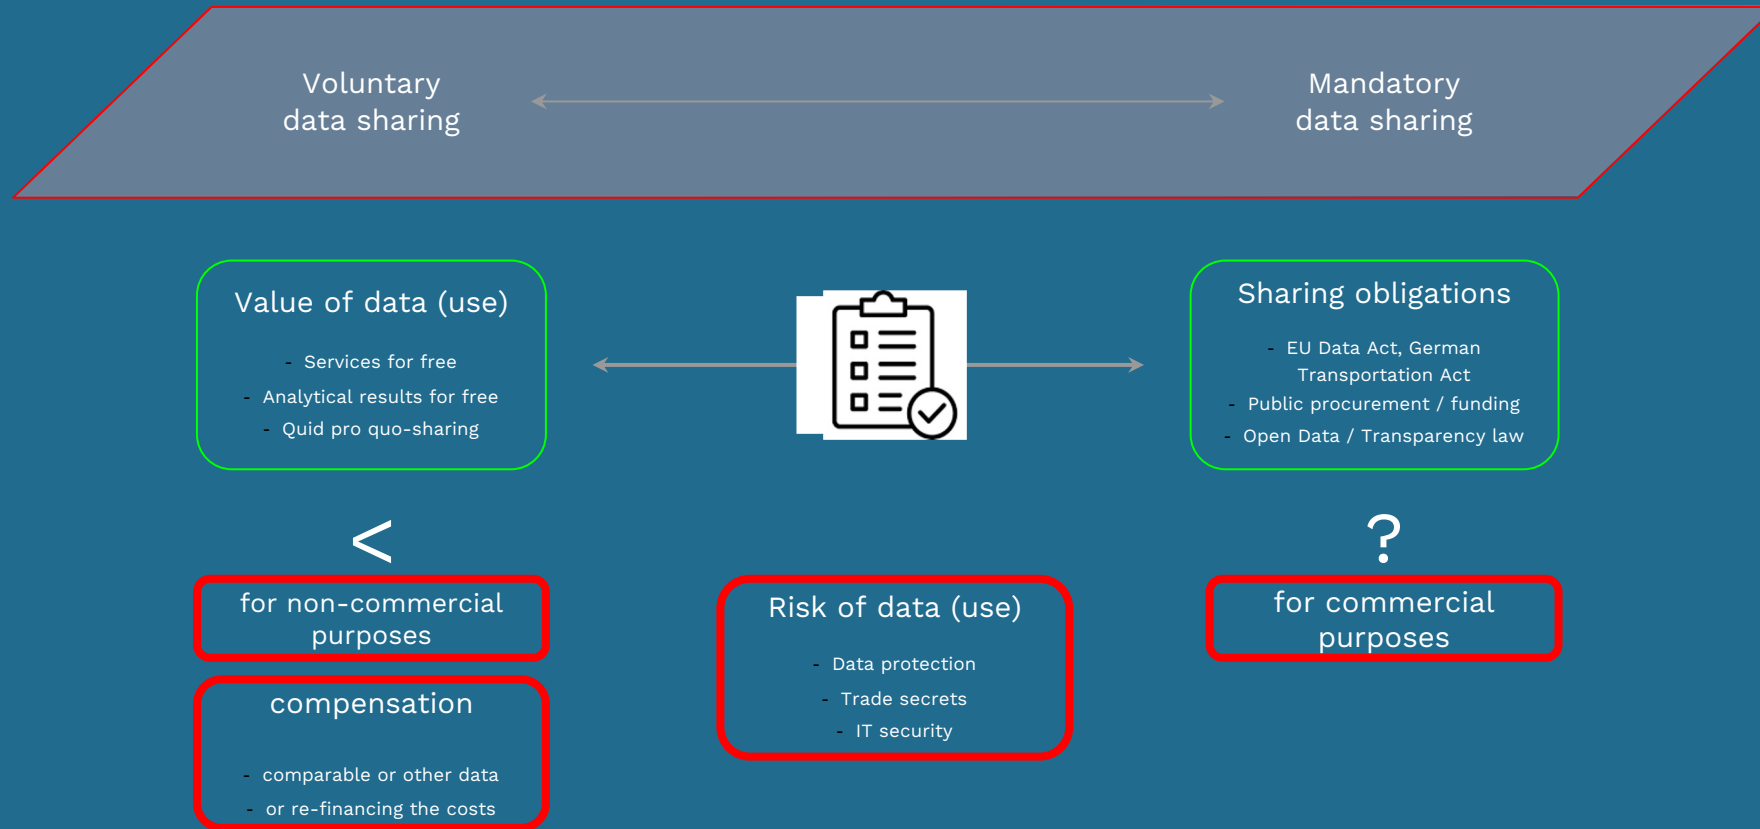 Voluntary
data sharing
Mandatory
data sharing
Value of data (use)
- Services for free
- Analytical results for free
- Quid pro quo-sharing
Sharing obligations
- EU Data Act, German
Transportation Act
- Public procurement / funding
- Open Data / Transparency law
<
?
for non-commercial
purposes
compensation
- comparable or other data
- or re-financing the costs
Risk of data (use)
- Data protection
- Trade secrets
- IT security
for commercial
purposes